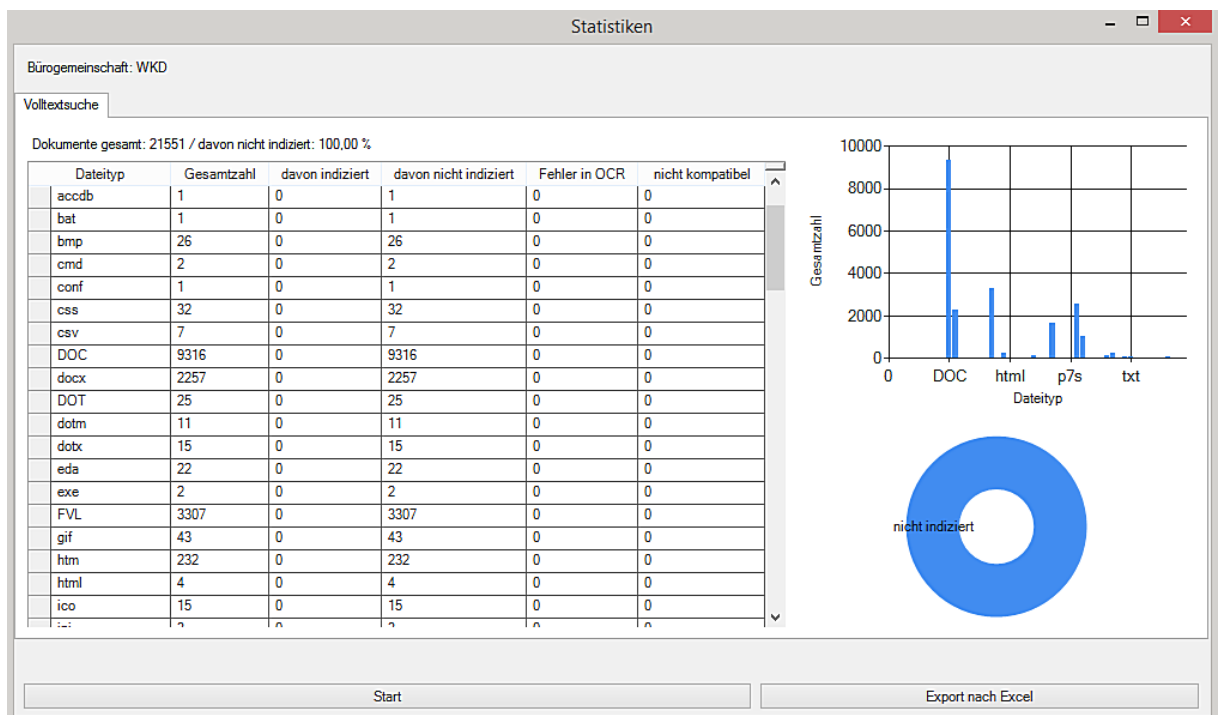 Statistiken
Bürogemeinschaft: WKD
Volltextsuche
Dokumente gesamt: 21551 / davon nicht indiziert: 100,00 %
Dateityp Gesamtzahl davon indiziert davon nicht indiziert Fehler in OCR nicht kompatibel
accdb 1 0 1 0 0
bat 1 0 1 0 0
bmp 26 0 26 0 0
cmd 2 0 2 0 0
conf 1 0 1 0 0
css 32 0 32 0 0
csv 7 0 7 0 0
DOC 9316 0 9316 0 0
docx 2257 0 2257 0 0
DOT 25 0 25 0 0
dotm 11 0 11 0 0
dotx 15 0 15 0 0
eda 22 0 22 0 0
exe 2 0 2 0 0
FVL 3307 0 3307 0 0
gif 43 0 43 0 0
htm 232 0 232 0 0
html 4 0 4 0 0
ico 15 0 15 0 0
10000
8000
6000
4000
2000
0
Gesamtzahl
0 DOC html p7s txt
Dateityp
nicht indiziert
Start
Export nach Excel